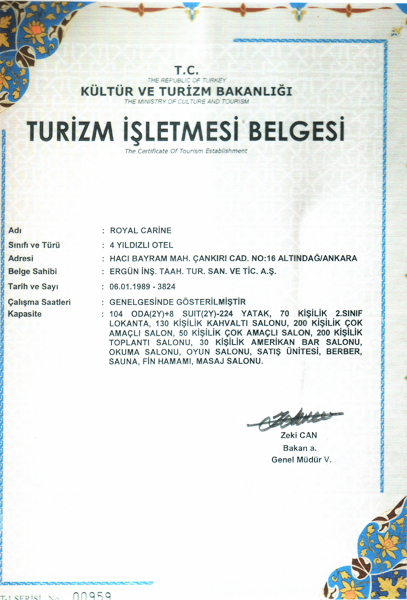 T.C.
THE REPUBLIC OF TURKEY
KÜLTÜR VE TURİZM BAKANLIĞI
THE MINISTRY OF CULTURE AND TOURISM
TURİZM İŞLETMESİ BELGESİ
The Certificate Of Tourism Establishment
Adı : ROYAL CARINE
Sınıfı ve Türü : 4 YILDIZLI OTEL
Adresi : HACI BAYRAM MAH. ÇANKIRI CAD. NO:16 ALTINDAĞ/ANKARA
Belge Sahibi : ERGÜN İNŞ. TAAH. TUR. SAN. VE TİC. A.Ş.
Tarih ve Sayı : 06.01.1989 - 3824
Çalışma Saatleri : GENELGESİNDE GÖSTERİLMİŞTİR
Kapasite : 104 ODA(2Y)+8 SUIT(2Y)-224 YATAK, 70 KİŞİLİK 2.SINIF
LOKANTA, 130 KİŞİLİK KAHVALTI SALONU, 200 KİŞİLİK ÇOK
AMAÇLI SALON, 50 KİŞİLİK ÇOK AMAÇLI SALON, 200 KİŞİLİK
TOPLANTI SALONU, 30 KİŞİLİK AMERİKAN BAR SALONU,
OKUMA SALONU, OYUN SALONU, SATIŞ ÜNİTESİ, BERBER,
SAUNA, FİN HAMAMI, MASAJ SALONU.
Zeki CAN
Bakan a.
Genel Müdür V.
SERİSİ No 00959